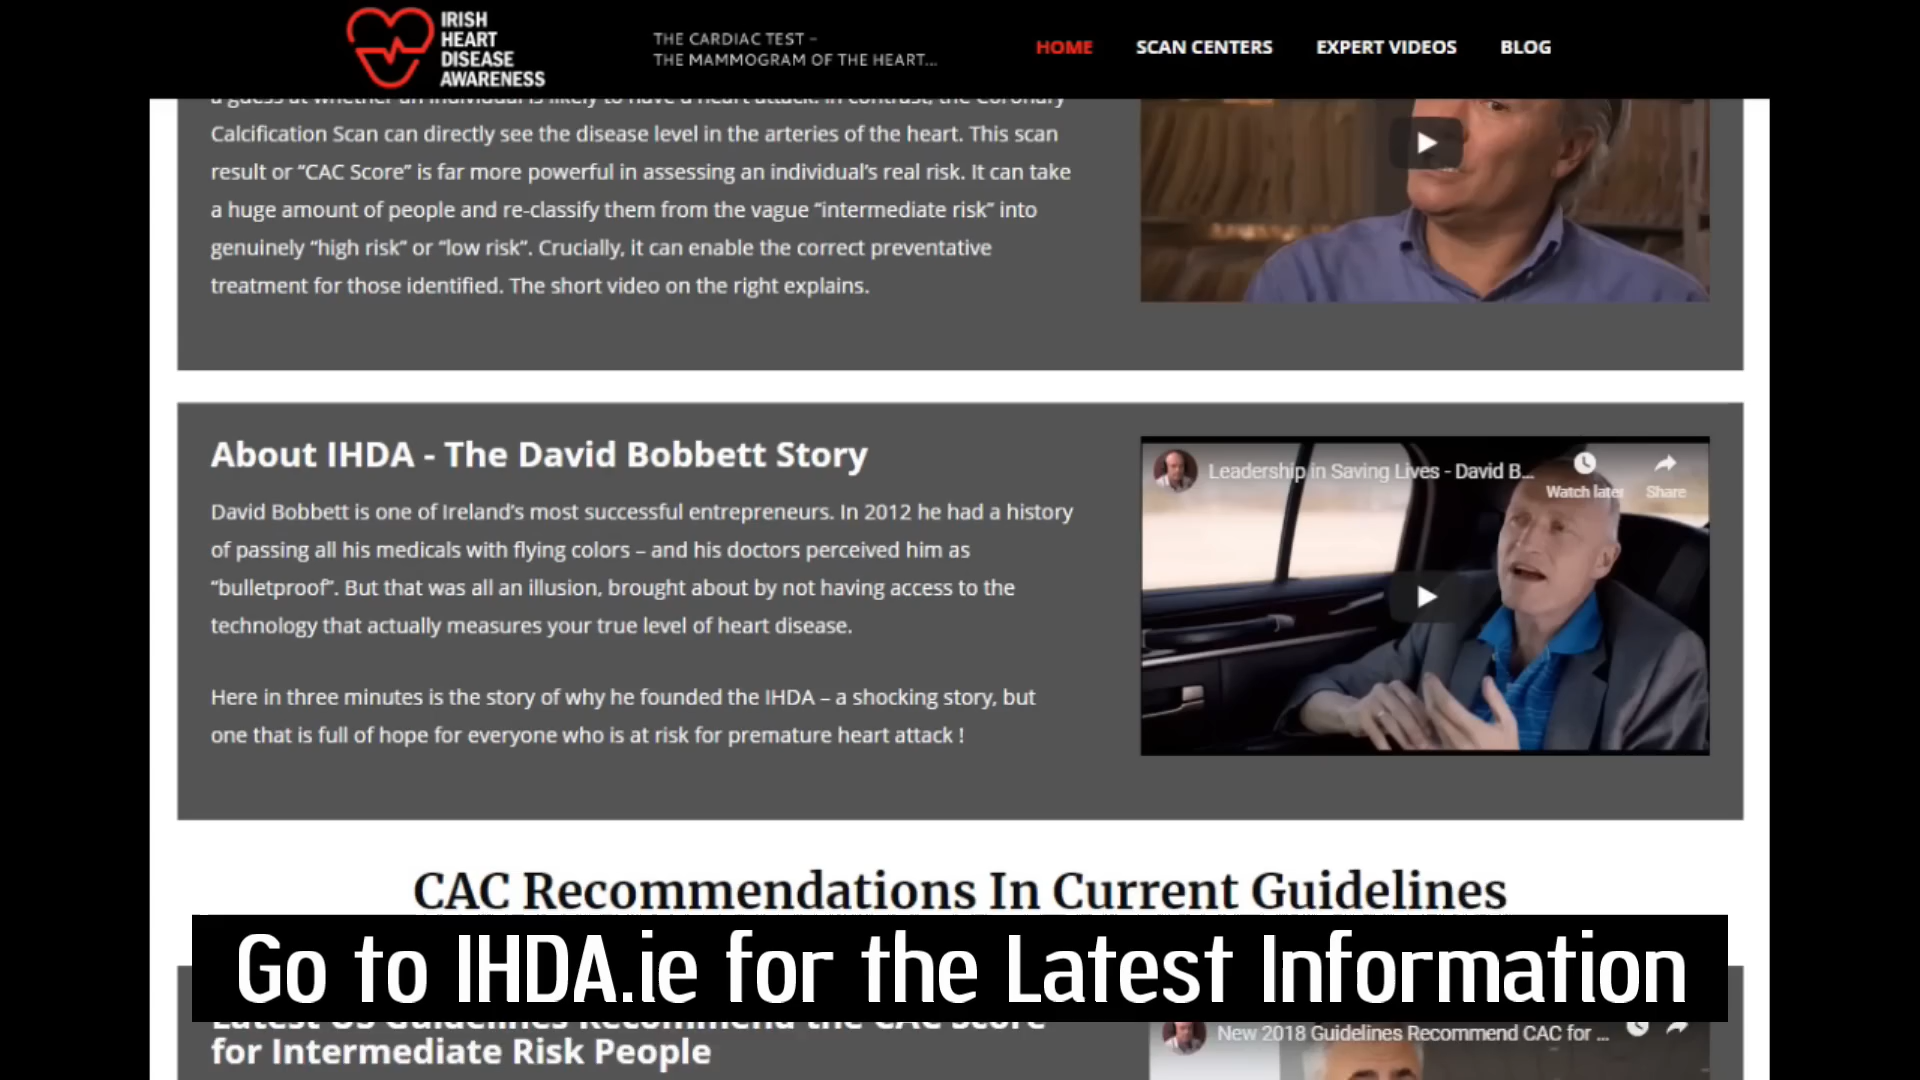 IRISH
HEART
DISEASE
AWARENESS
THE CARDIAC TEST –
THE MAMMOGRAM OF THE HEART...
HOME
SCAN CENTERS
EXPERT VIDEOS
BLOG
a guess at whether an individual is likely to have a heart attack. In contrast, the Coronary
Calcification Scan can directly see the disease level in the arteries of the heart. This scan
result or “CAC Score” is far more powerful in assessing an individual’s real risk. It can take
a huge amount of people and re-classify them from the vague “intermediate risk” into
genuinely “high risk” or “low risk”. Crucially, it can enable the correct preventative
treatment for those identified. The short video on the right explains.
About IHDA - The David Bobbett Story
David Bobbett is one of Ireland’s most successful entrepreneurs. In 2012 he had a history
of passing all his medicals with flying colors – and his doctors perceived him as
“bulletproof”. But that was all an illusion, brought about by not having access to the
technology that actually measures your true level of heart disease.
Here in three minutes is the story of why he founded the IHDA – a shocking story, but
one that is full of hope for everyone who is at risk for premature heart attack !
Leadership in Saving Lives - David B...
Watch later
Share
CAC Recommendations In Current Guidelines
Go to IHDA.ie for the Latest Information
Latest US Guidelines Recommend the CAC Score
for Intermediate Risk People
New 2018 Guidelines Recommend CAC for ...